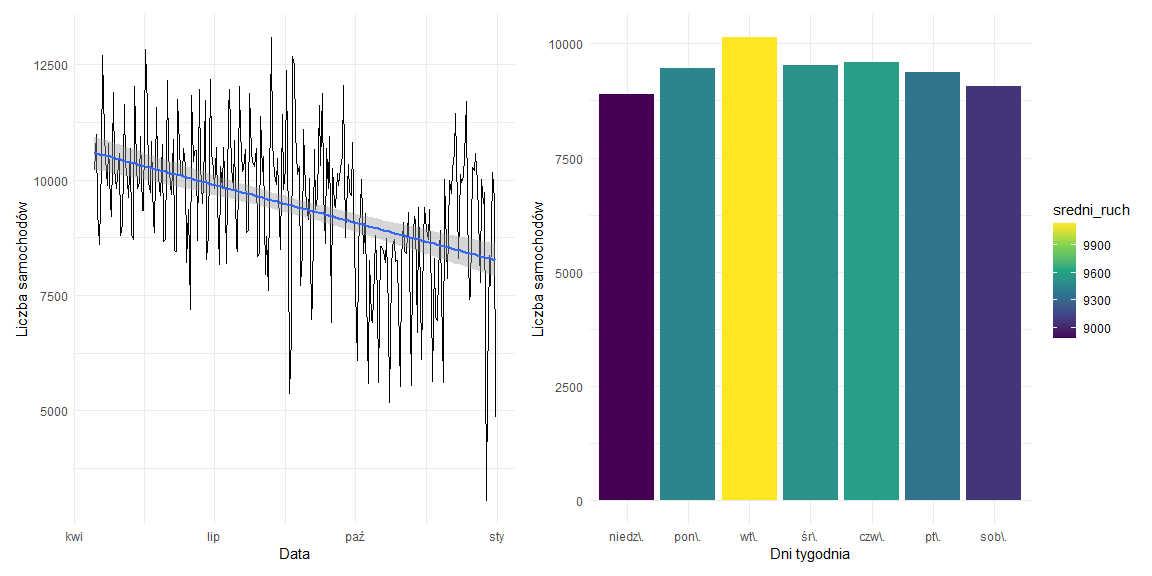 12500
10000
7500
5000
Liczba samochodów
kwi lip paź sty
Data
10000
7500
5000
2500
0
Liczba samochodów
niedz\. pon\. wt\. śr\. czw\. pt\. sob\.
Dni tygodnia
sredni_ruch
9900
9600
9300
9000